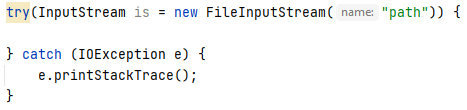 try(InputStream is = new FileInputStream( name: "path")) {

} catch (IOException e) {
    e.printStackTrace();
}